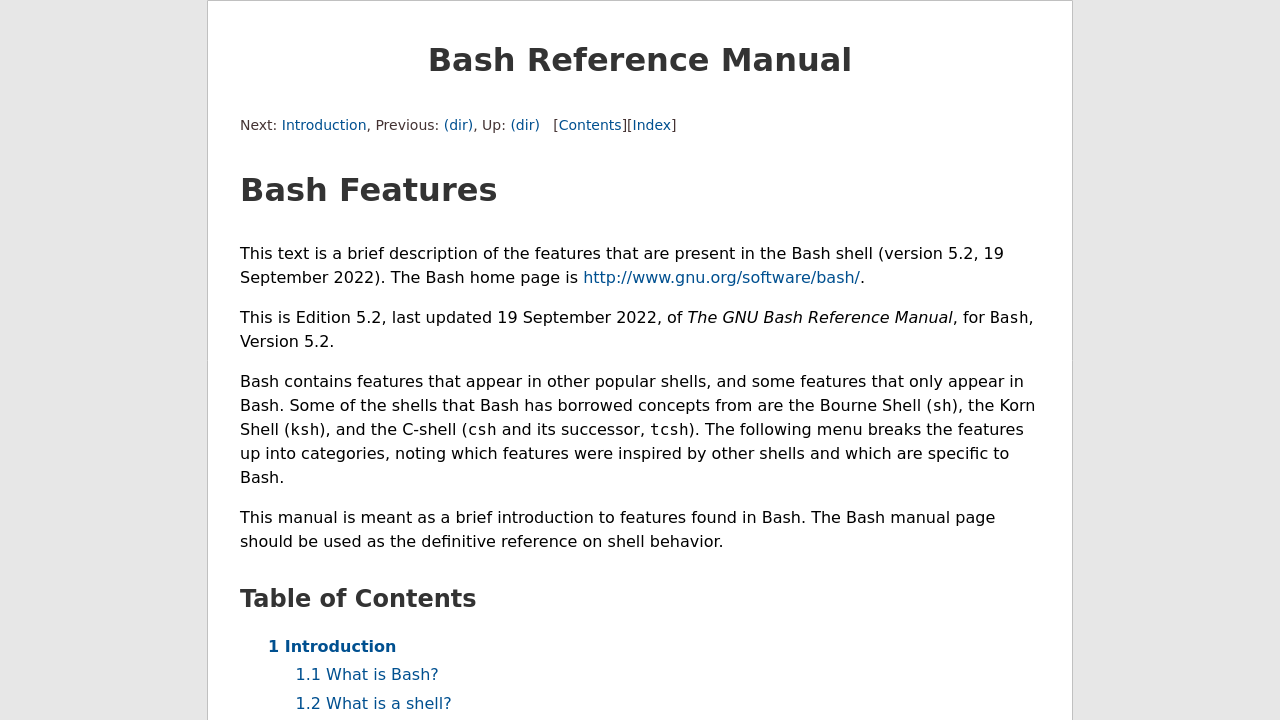 Bash Reference Manual
Next: Introduction, Previous: (dir), Up: (dir)   [Contents][Index]
Bash Features
This text is a brief description of the features that are present in the Bash shell (version 5.2, 19
September 2022). The Bash home page is http://www.gnu.org/software/bash/.
This is Edition 5.2, last updated 19 September 2022, of The GNU Bash Reference Manual, for Bash,
Version 5.2.
Bash contains features that appear in other popular shells, and some features that only appear in
Bash. Some of the shells that Bash has borrowed concepts from are the Bourne Shell (sh), the Korn
Shell (ksh), and the C-shell (csh and its successor, tcsh). The following menu breaks the features
up into categories, noting which features were inspired by other shells and which are specific to
Bash.
This manual is meant as a brief introduction to features found in Bash. The Bash manual page
should be used as the definitive reference on shell behavior.
Table of Contents
1 Introduction
1.1 What is Bash?
1.2 What is a shell?